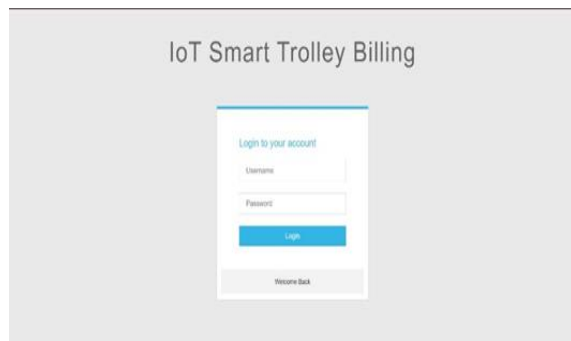 IoT Smart Trolley Billing
Login to your account
Username
Password
Login
Welcome Back